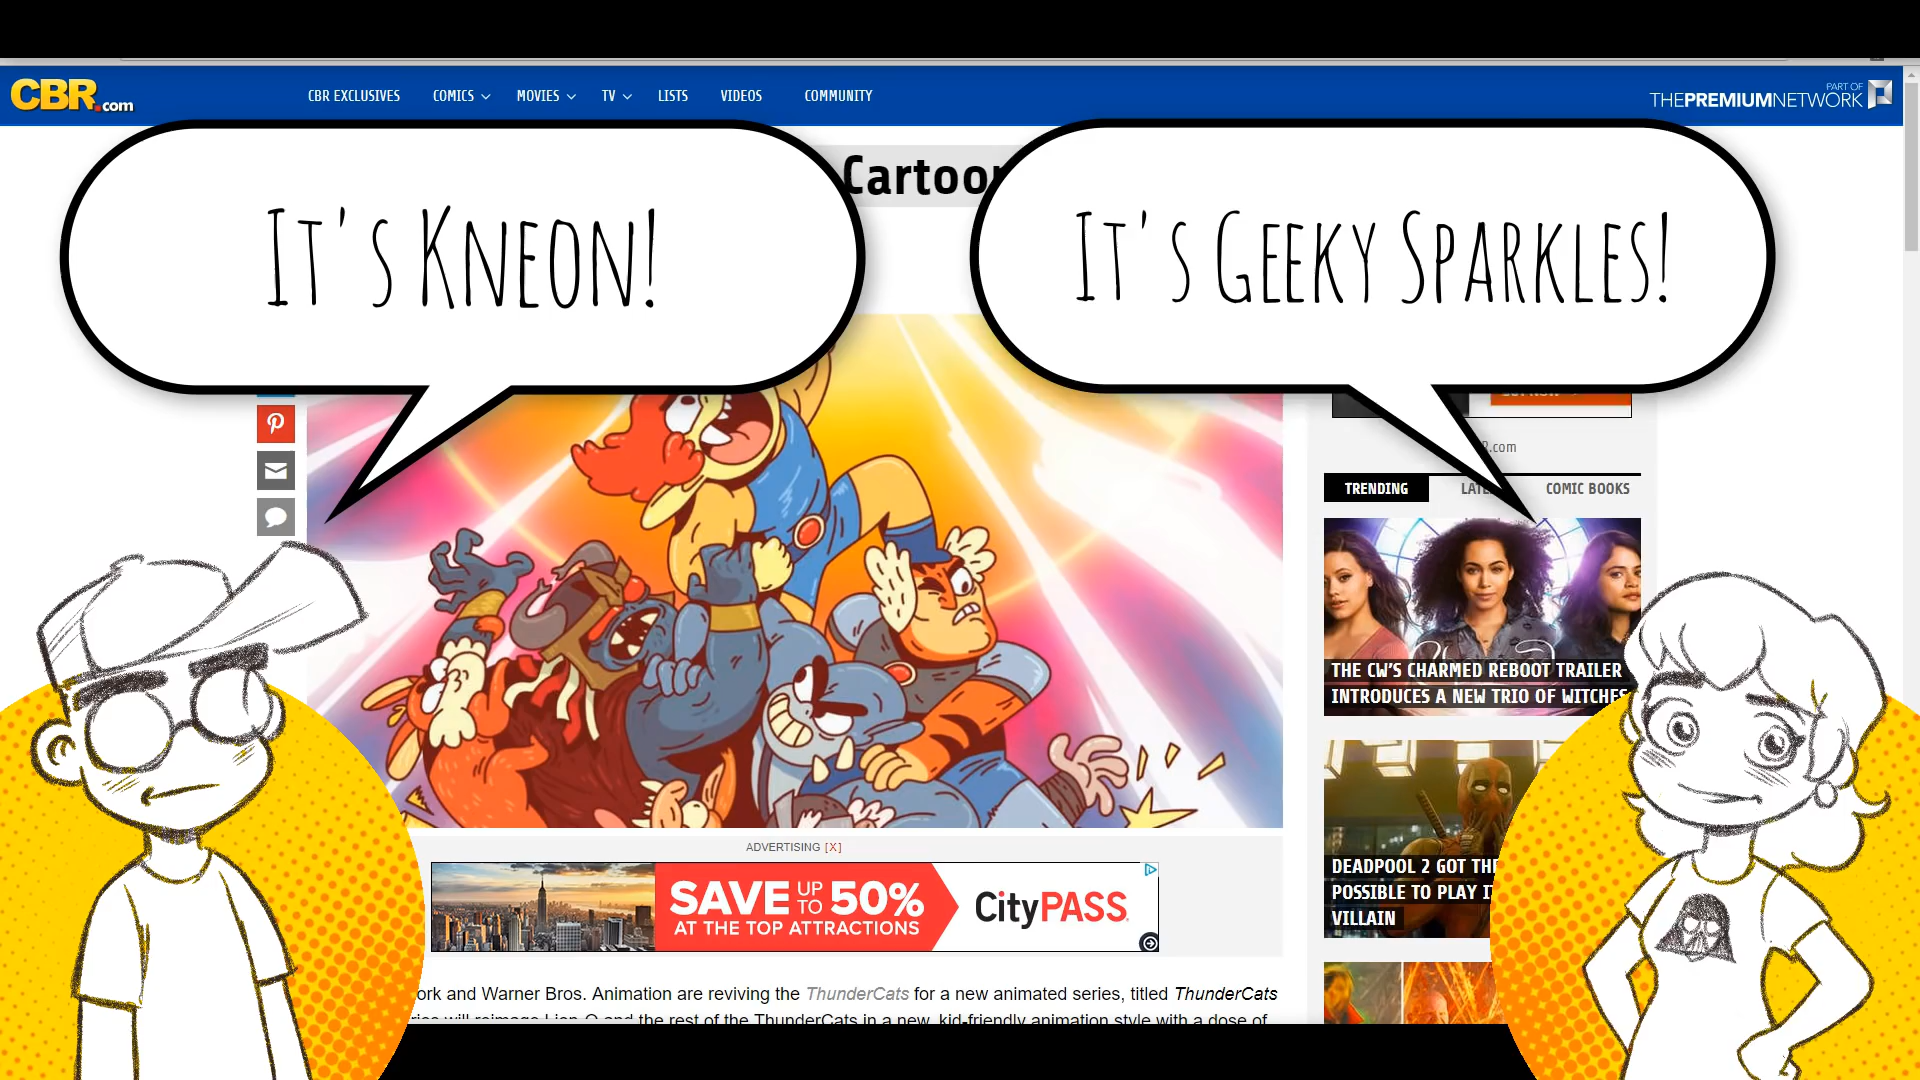 CBR.com
CBR EXCLUSIVES COMICS MOVIES TV LISTS VIDEOS COMMUNITY
PART OF
THEPREMIUMNETWORK
IT'S KNEON!
IT'S GEEKY SPARKLES!
TRENDING COMIC BOOKS
THE CW'S CHARMED REBOOT TRAILER
INTRODUCES A NEW TRIO OF WITCHES
DEADPOOL 2 GOT THE
POSSIBLE TO PLAY
VILLAIN
ADVERTISING [X]
SAVE UP TO 50%
AT THE TOP ATTRACTIONS
CityPASS
and Warner Bros. Animation are reviving the ThunderCats for a new animated series, titled ThunderCats
will reimage Lion-O and the rest of the ThunderCats in a new, kid-friendly animation style with a dose of